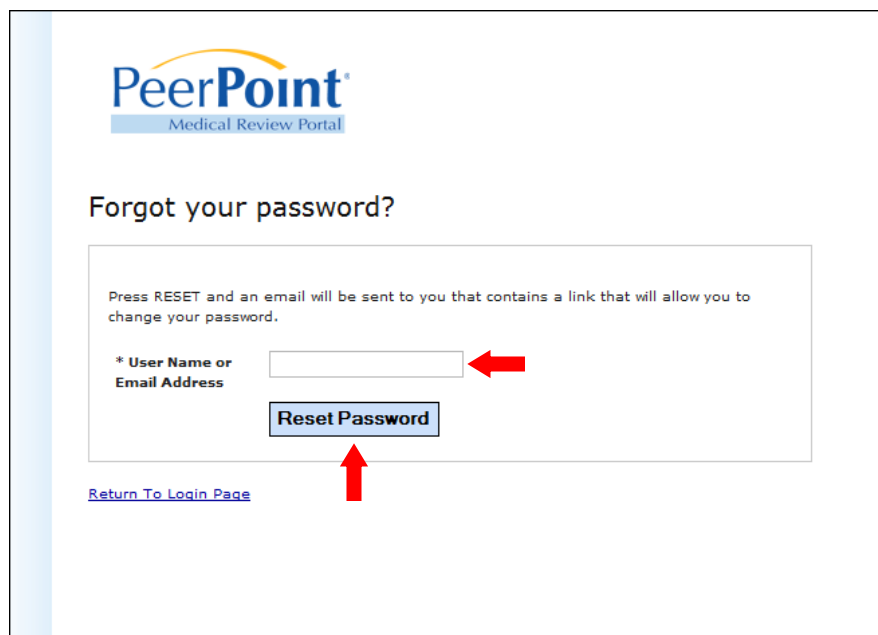 PeerPoint®
Medical Review Portal
Forgot your password?
Press RESET and an email will be sent to you that contains a link that will allow you to
change your password.
* User Name or
Email Address
Reset Password
Return To Login Page